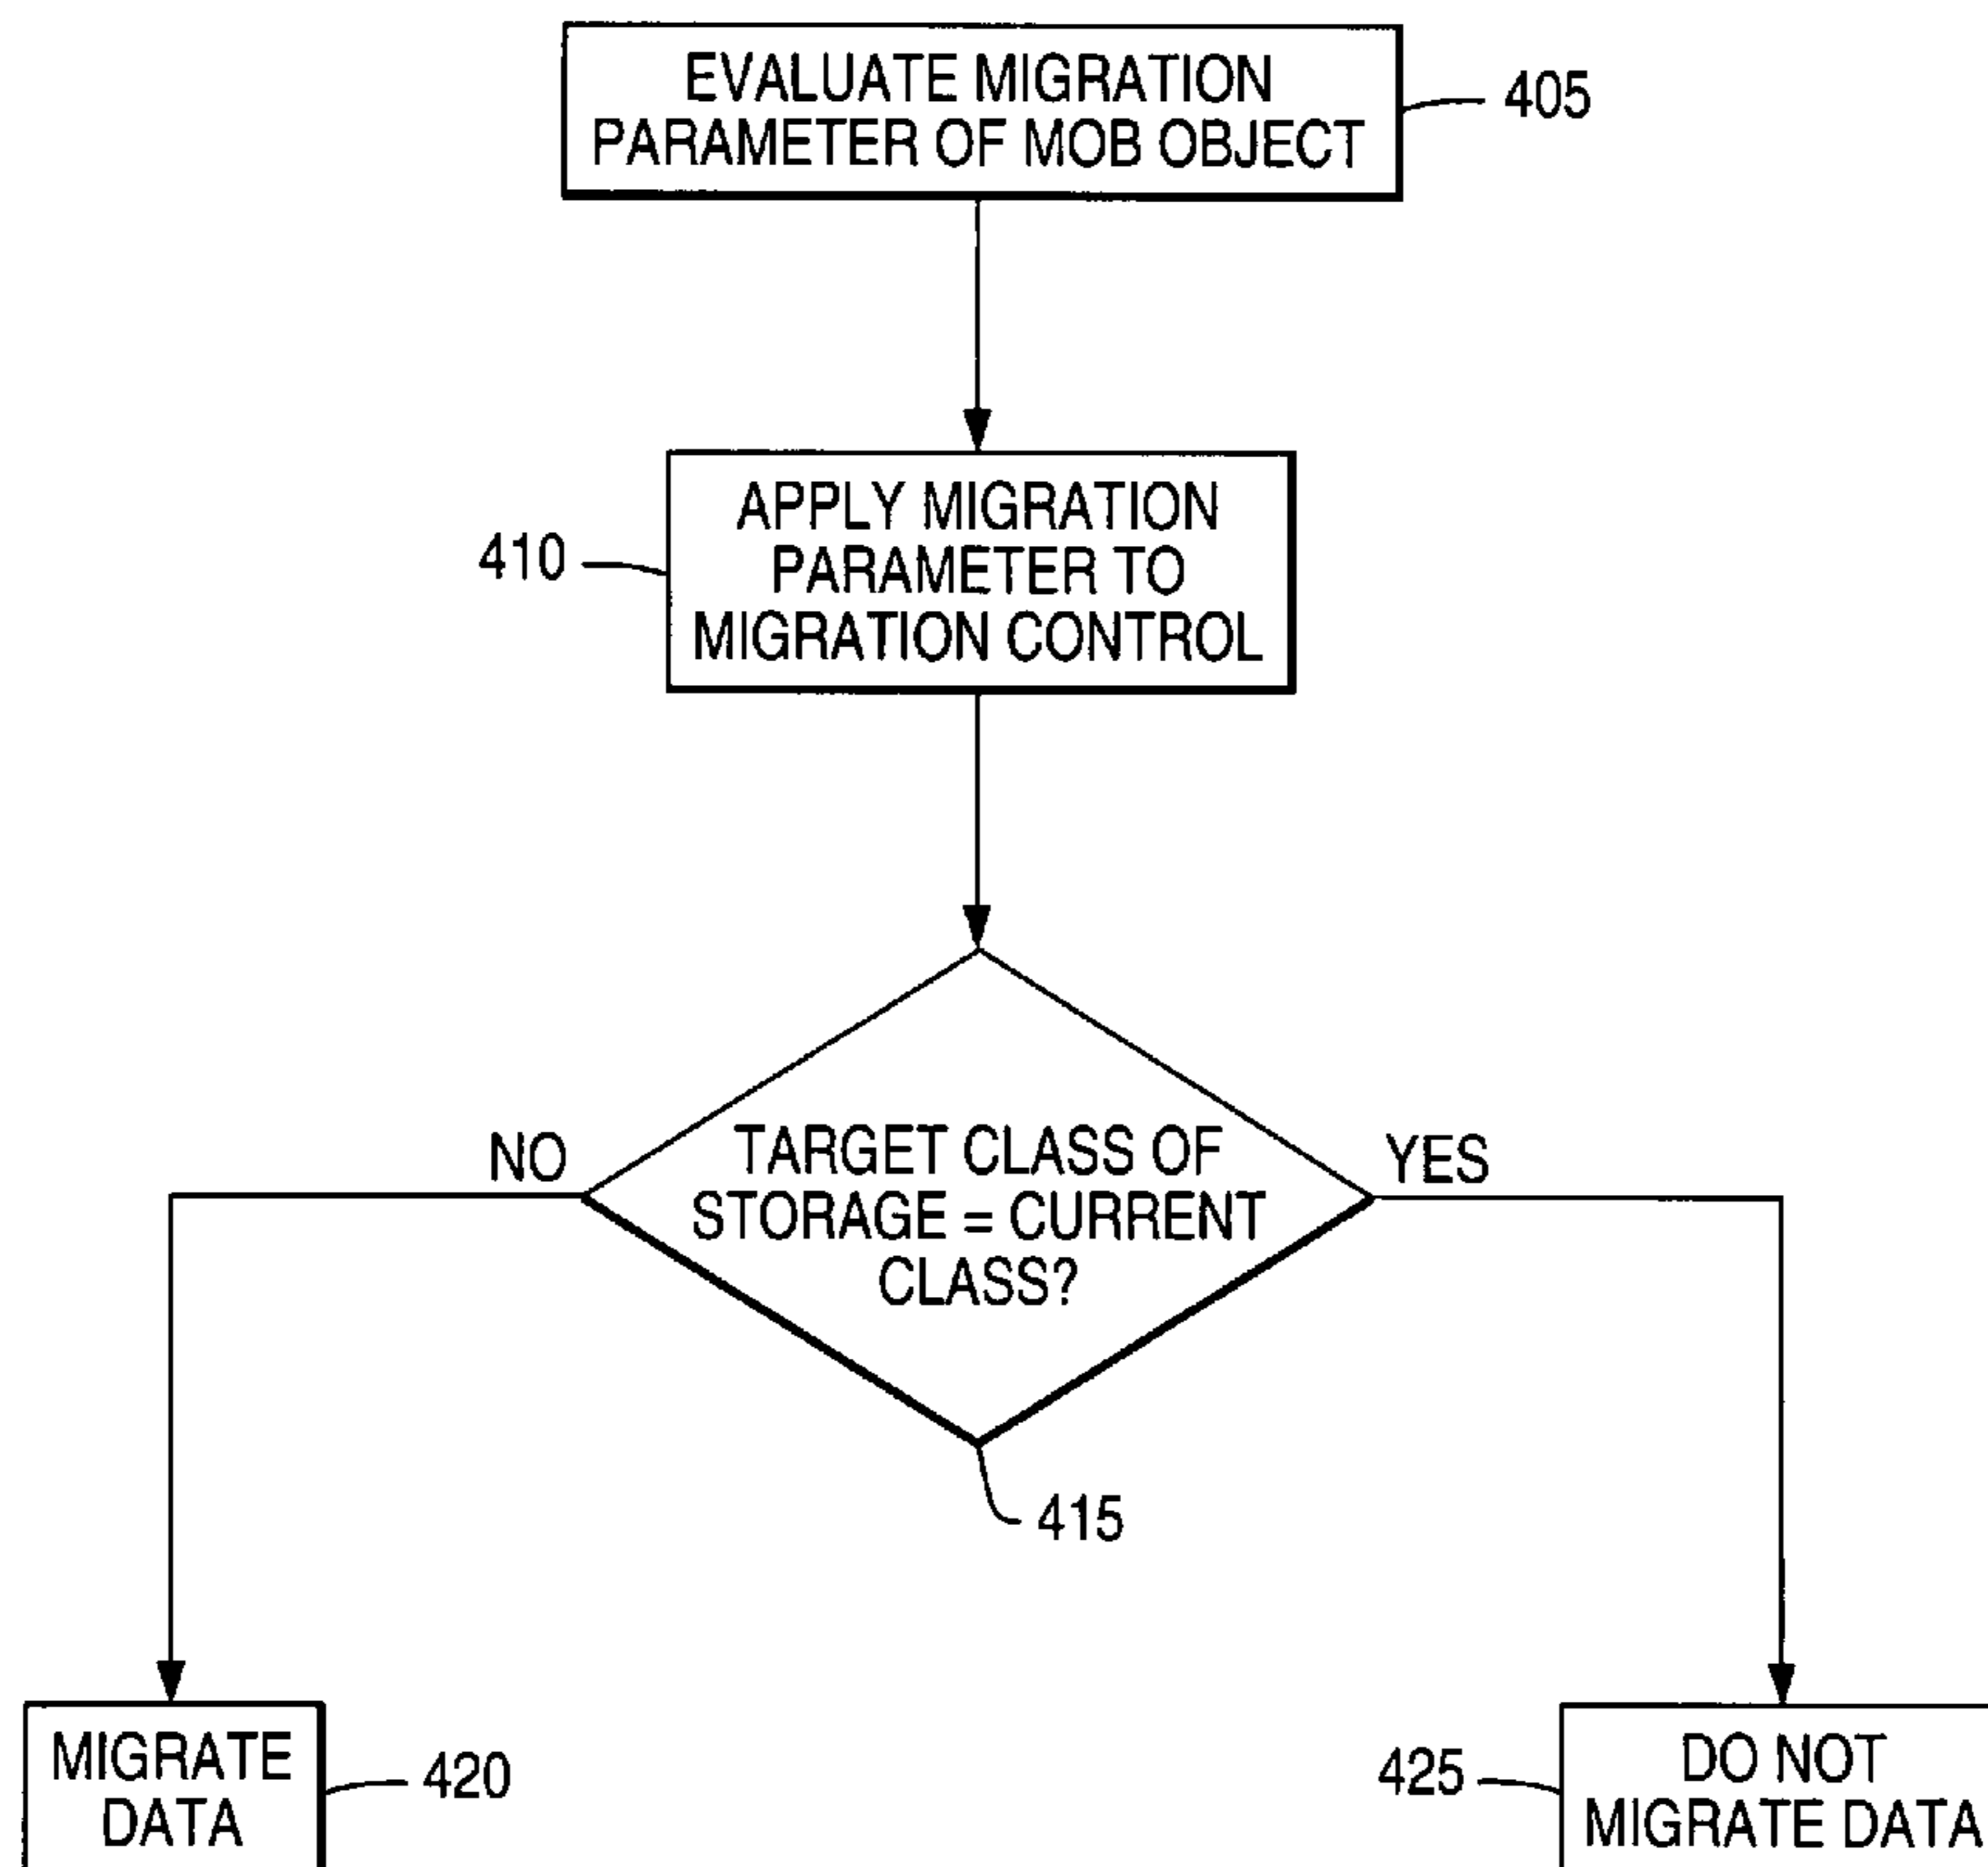 EVALUATE MIGRATION
PARAMETER OF MOB OBJECT
405
APPLY MIGRATION
PARAMETER TO
MIGRATION CONTROL
410
NO
TARGET CLASS OF
STORAGE = CURRENT
CLASS?
YES
415
MIGRATE
DATA
420
425
DO NOT
MIGRATE DATA